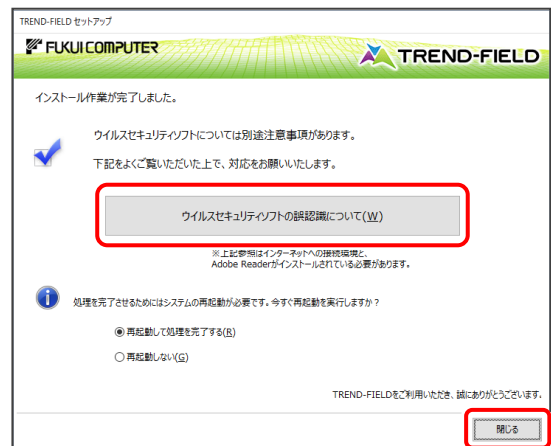 TREND-FIELD セットアップ
FUKUI COMPUTER
TREND-FIELD
インストール作業が完了しました。
ウイルスセキュリティソフトについては別途注意事項があります。
下記をよくご覧いただいた上で、対応をお願いいたします。
ウイルスセキュリティソフトの誤認識について(W)
※上記参照はインターネットへの接続環境と、
Adobe Readerがインストールされている必要があります。
処理を完了させるためにはシステムの再起動が必要です。今すぐ再起動を実行しますか？
再起動して処理を完了する(R)
再起動しない(G)
TREND-FIELDをご利用いただき、誠にありがとうございます。
閉じる